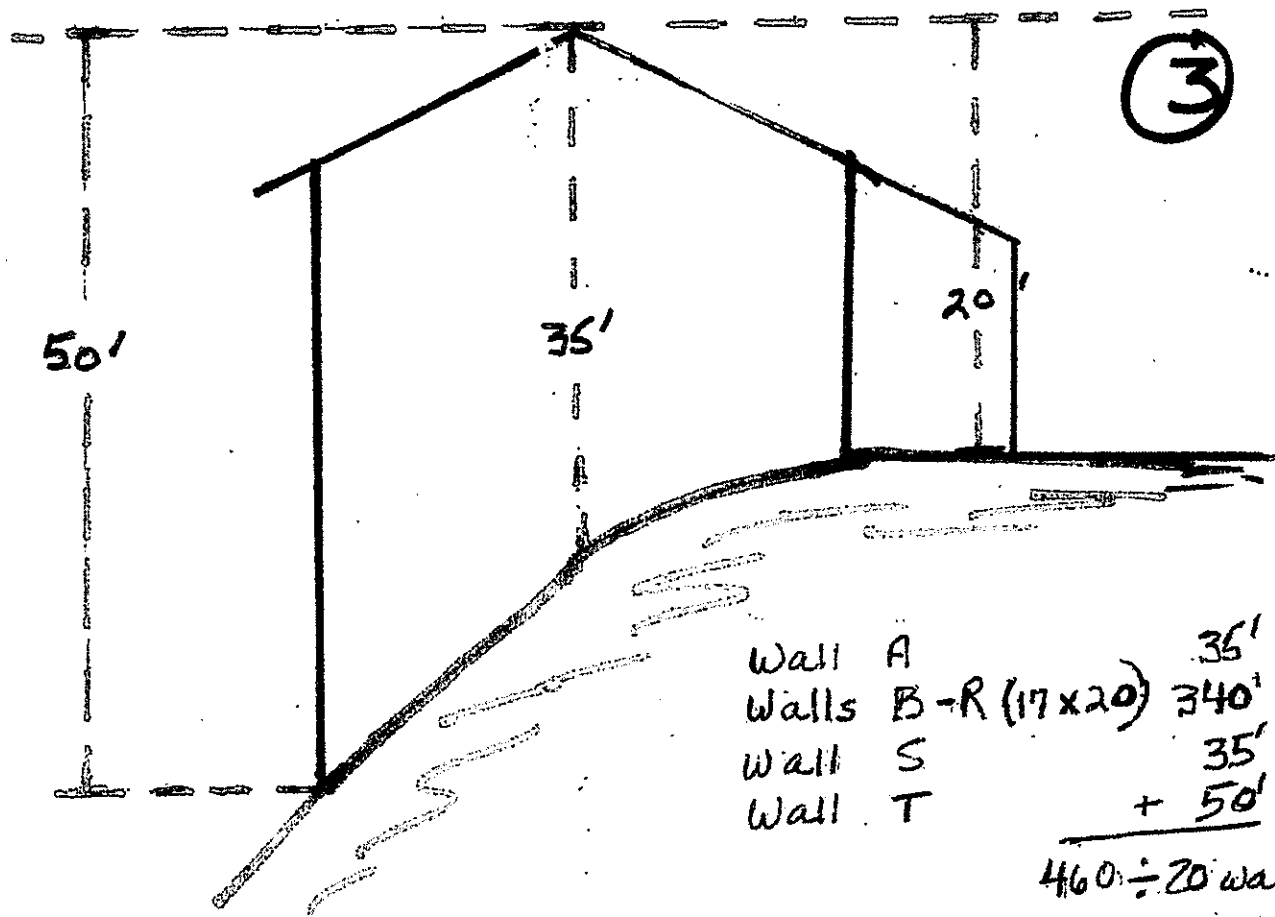 3
50'
35'
20'
Wall A 35'
Walls B-R (17x20) 340'
Wall S 35'
Wall T + 50'
460 ÷ 20 wa